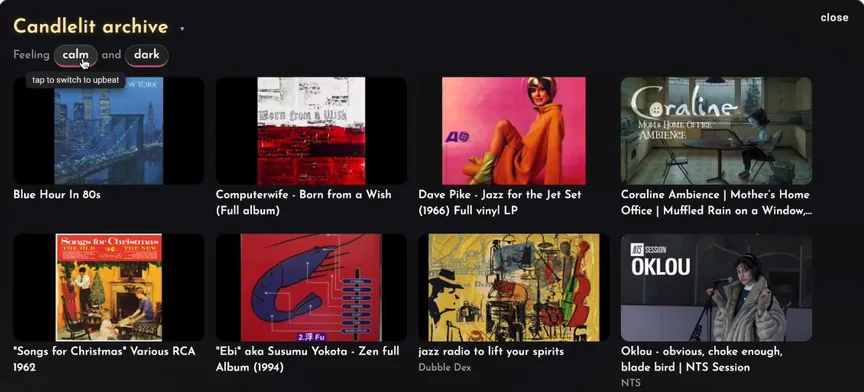 Candlelit archive
close
Feeling calm and dark
tap to switch to upbeat
W YORK
Born from a Wish
Coraline
MOM'S HOME OFFICE
AMBIENCE
Blue Hour In 80s
Computerwife - Born from a Wish
(Full album)
Dave Pike - Jazz for the Jet Set
(1966) Full vinyl LP
Coraline Ambience | Mother's Home
Office | Muffled Rain on a Window,...
Songs for Christmas
THE OLD THE NEW
2.浮 Fu
NTS SESSION
OKLOU
"Songs for Christmas" Various RCA
1962
"Ebi" aka Susumu Yokota - Zen full
Album (1994)
jazz radio to lift your spirits
Dubble Dex
Oklou - obvious, choke enough,
blade bird | NTS Session
NTS